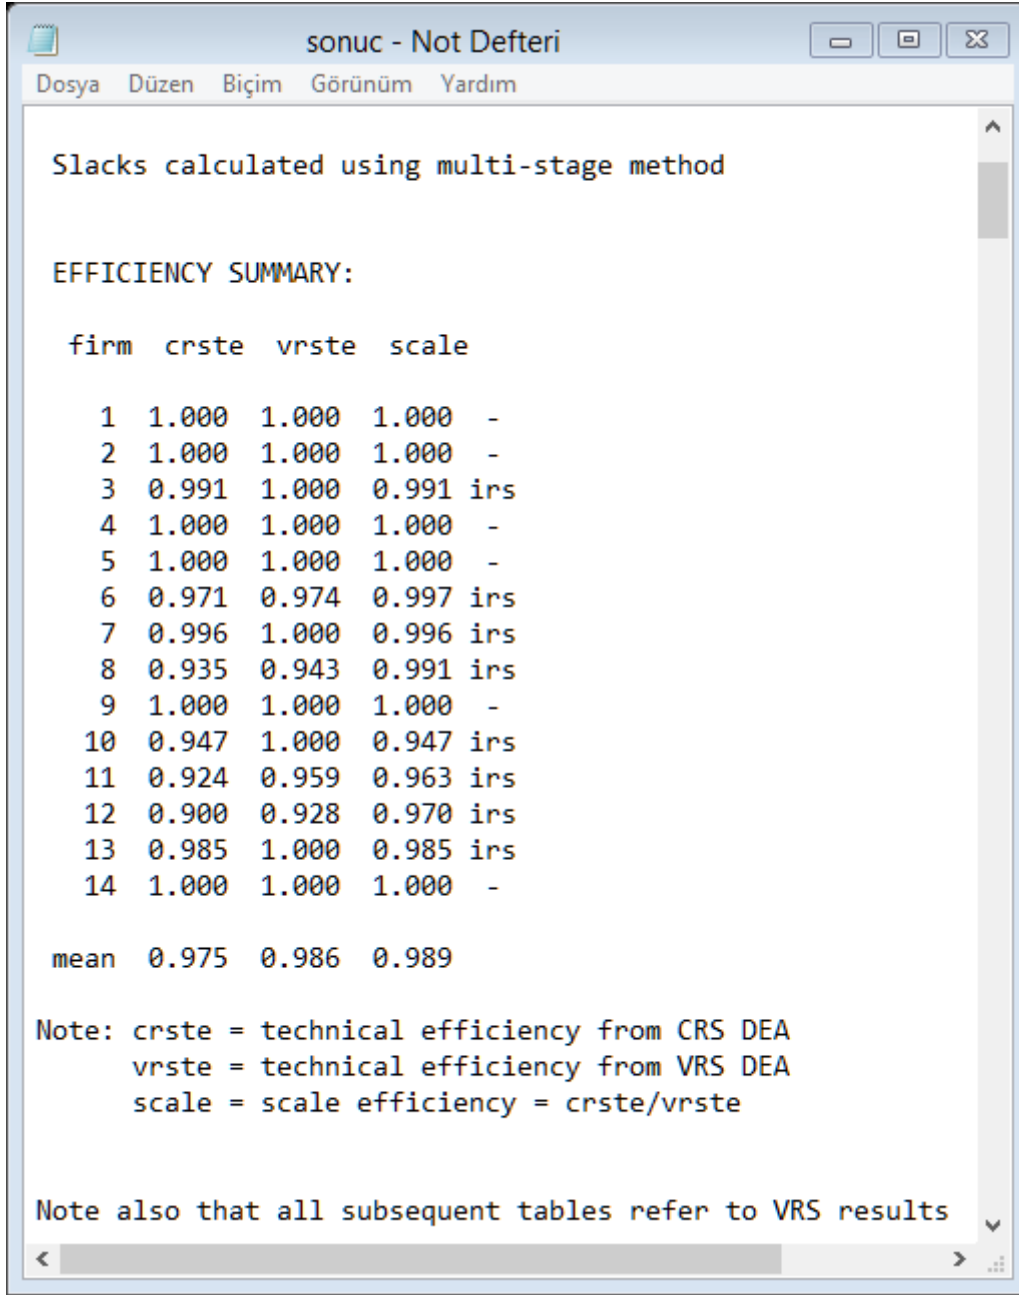 sonuc - Not Defteri
Dosya Düzen Biçim Görünüm Yardım
Slacks calculated using multi-stage method
EFFICIENCY SUMMARY:
firm crste vrste scale
1 1.000 1.000 1.000 -
2 1.000 1.000 1.000 -
3 0.991 1.000 0.991 irs
4 1.000 1.000 1.000 -
5 1.000 1.000 1.000 -
6 0.971 0.974 0.997 irs
7 0.996 1.000 0.996 irs
8 0.935 0.943 0.991 irs
9 1.000 1.000 1.000 -
10 0.947 1.000 0.947 irs
11 0.924 0.959 0.963 irs
12 0.900 0.928 0.970 irs
13 0.985 1.000 0.985 irs
14 1.000 1.000 1.000 -
mean 0.975 0.986 0.989
Note: crste = technical efficiency from CRS DEA
vrste = technical efficiency from VRS DEA
scale = scale efficiency = crste/vrste
Note also that all subsequent tables refer to VRS results